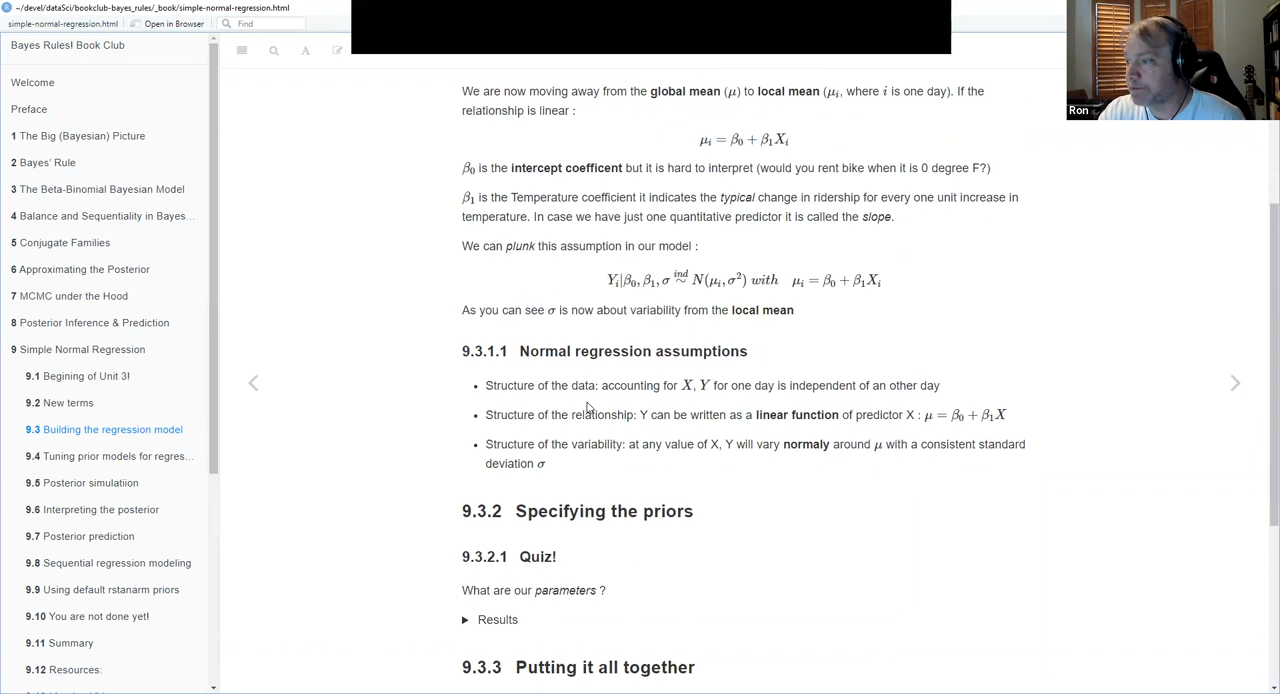 ~/devel/dataSci/bookclub-bayes_rules/_book/simple-normal-regression.html
simple-normal-regression.html
Open in Browser
Find
Bayes Rules! Book Club
Welcome
Preface
1 The Big (Bayesian) Picture
2 Bayes' Rule
3 The Beta-Binomial Bayesian Model
4 Balance and Sequentiality in Bayes...
5 Conjugate Families
6 Approximating the Posterior
7 MCMC under the Hood
8 Posterior Inference & Prediction
9 Simple Normal Regression
9.1 Begining of Unit 3!
9.2 New terms
9.3 Building the regression model
9.4 Tuning prior models for regres...
9.5 Posterior simulatiion
9.6 Interpreting the posterior
9.7 Posterior prediction
9.8 Sequential regression modeling
9.9 Using default rstanarm priors
9.10 You are not done yet!
9.11 Summary
9.12 Resources:
We are now moving away from the global mean (μ) to local mean (μᵢ, where i is one day). If the
relationship is linear :
μᵢ = β₀ + β₁Xᵢ
β₀ is the intercept coefficent but it is hard to interpret (would you rent bike when it is 0 degree F?)
β₁ is the Temperature coefficient it indicates the typical change in ridership for every one unit increase in
temperature. In case we have just one quantitative predictor it is called the slope.
We can plunk this assumption in our model :
Yᵢ|β₀, β₁, σ ind ~ N(μᵢ, σ²) with μᵢ = β₀ + β₁Xᵢ
As you can see σ is now about variability from the local mean
9.3.1.1 Normal regression assumptions
• Structure of the data: accounting for X, Y for one day is independent of an other day
• Structure of the relationship: Y can be written as a linear function of predictor X : μ = β₀ + β₁X
• Structure of the variability: at any value of X, Y will vary normaly around μ with a consistent standard
deviation σ
9.3.2 Specifying the priors
9.3.2.1 Quiz!
What are our parameters ?
Results
9.3.3 Putting it all together
Ron